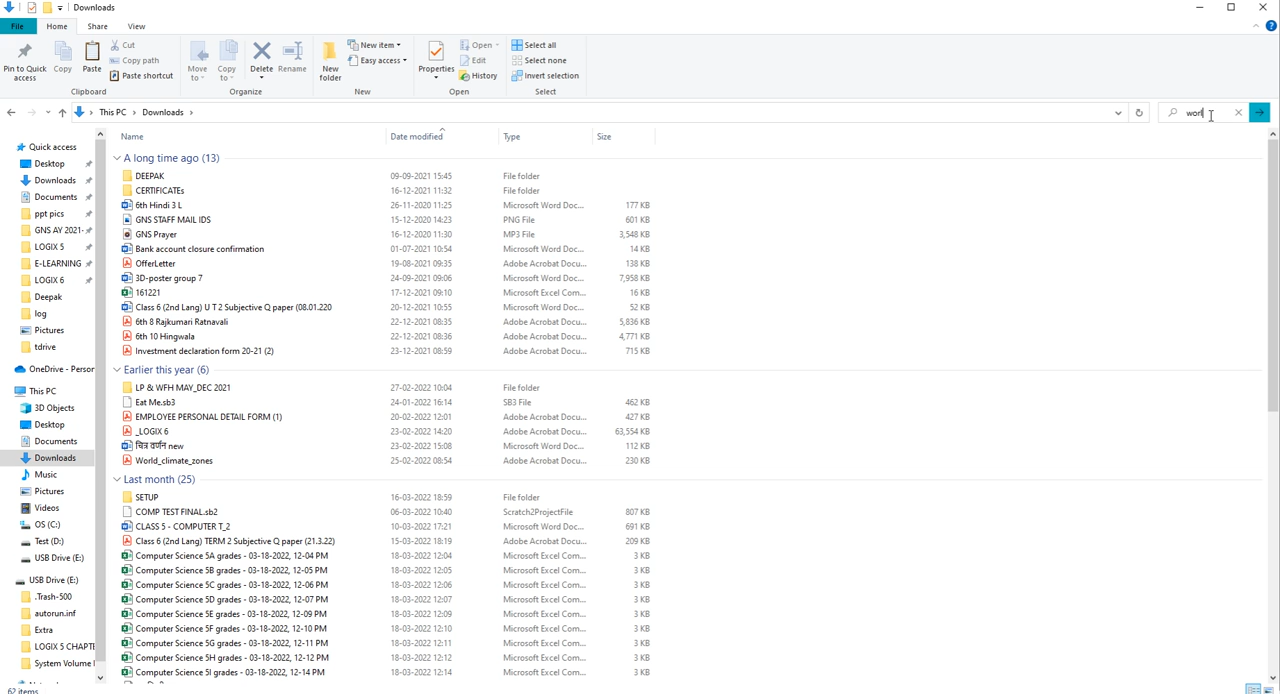 Downloads
File Home Share View
Pin to Quick access
Copy
Paste
Cut
Copy path
Paste shortcut
Clipboard
Move to
Copy to
Delete
Rename
Organize
New folder
New item
Easy access
New
Properties
Open
Edit
History
Open
Select all
Select none
Invert selection
Select
This PC > Downloads >
worl
Name Date modified Type Size
Quick access
Desktop
Downloads
Documents
ppt pics
GNS AY 2021-
LOGIX 5
E-LEARNING
LOGIX 6
Deepak
log
Pictures
tdrive
OneDrive - Person
This PC
3D Objects
Desktop
Documents
Downloads
Music
Pictures
Videos
OS (C:)
Test (D:)
USB Drive (E:)
USB Drive (E:)
.Trash-500
autorun.inf
Extra
LOGIX 5 CHAPTE
System Volume I
62 items
A long time ago (13)
DEEPAK 09-09-2021 15:45 File folder
CERTIFICATEs 16-12-2021 11:32 File folder
6th Hindi 3 L 26-11-2020 11:25 Microsoft Word Doc... 177 KB
GNS STAFF MAIL IDS 15-12-2020 14:23 PNG File 601 KB
GNS Prayer 16-12-2020 11:30 MP3 File 3,548 KB
Bank account closure confirmation 01-07-2021 10:54 Microsoft Word Doc... 14 KB
OfferLetter 19-08-2021 09:35 Adobe Acrobat Docu... 138 KB
3D-poster group 7 24-09-2021 09:06 Microsoft Word Doc... 7,958 KB
161221 17-12-2021 09:10 Microsoft Excel Com... 16 KB
Class 6 (2nd Lang) U T 2 Subjective Q paper (08.01.220 20-12-2021 10:55 Microsoft Word Doc... 52 KB
6th 8 Rajkumari Ratnavali 22-12-2021 08:35 Adobe Acrobat Docu... 5,836 KB
6th 10 Hingwala 22-12-2021 08:36 Adobe Acrobat Docu... 4,771 KB
Investment declaration form 20-21 (2) 23-12-2021 08:59 Adobe Acrobat Docu... 715 KB
Earlier this year (6)
LP & WFH MAY_DEC 2021 27-02-2022 10:04 File folder
Eat Me.sb3 24-01-2022 16:14 SB3 File 462 KB
EMPLOYEE PERSONAL DETAIL FORM (1) 20-02-2022 12:01 Adobe Acrobat Docu... 427 KB
_LOGIX 6 23-02-2022 14:20 Adobe Acrobat Docu... 63,554 KB
चित्र वर्णन new 23-02-2022 15:08 Microsoft Word Doc... 112 KB
World_climate_zones 25-02-2022 08:54 Adobe Acrobat Docu... 230 KB
Last month (25)
SETUP 16-03-2022 18:59 File folder
COMP TEST FINAL.sb2 06-03-2022 10:40 Scratch2ProjectFile 807 KB
CLASS 5 - COMPUTER T_2 10-03-2022 17:21 Microsoft Word Doc... 691 KB
Class 6 (2nd Lang) TERM 2 Subjective Q paper (21.3.22) 15-03-2022 18:19 Adobe Acrobat Docu... 209 KB
Computer Science 5A grades - 03-18-2022, 12-04 PM 18-03-2022 12:04 Microsoft Excel Com... 3 KB
Computer Science 5B grades - 03-18-2022, 12-05 PM 18-03-2022 12:05 Microsoft Excel Com... 3 KB
Computer Science 5C grades - 03-18-2022, 12-06 PM 18-03-2022 12:06 Microsoft Excel Com... 3 KB
Computer Science 5D grades - 03-18-2022, 12-07 PM 18-03-2022 12:07 Microsoft Excel Com... 3 KB
Computer Science 5E grades - 03-18-2022, 12-09 PM 18-03-2022 12:09 Microsoft Excel Com... 3 KB
Computer Science 5F grades - 03-18-2022, 12-10 PM 18-03-2022 12:10 Microsoft Excel Com... 3 KB
Computer Science 5G grades - 03-18-2022, 12-11 PM 18-03-2022 12:11 Microsoft Excel Com... 3 KB
Computer Science 5H grades - 03-18-2022, 12-12 PM 18-03-2022 12:12 Microsoft Excel Com... 3 KB
Computer Science 5I grades - 03-18-2022, 12-14 PM 18-03-2022 12:14 Microsoft Excel Com... 3 KB